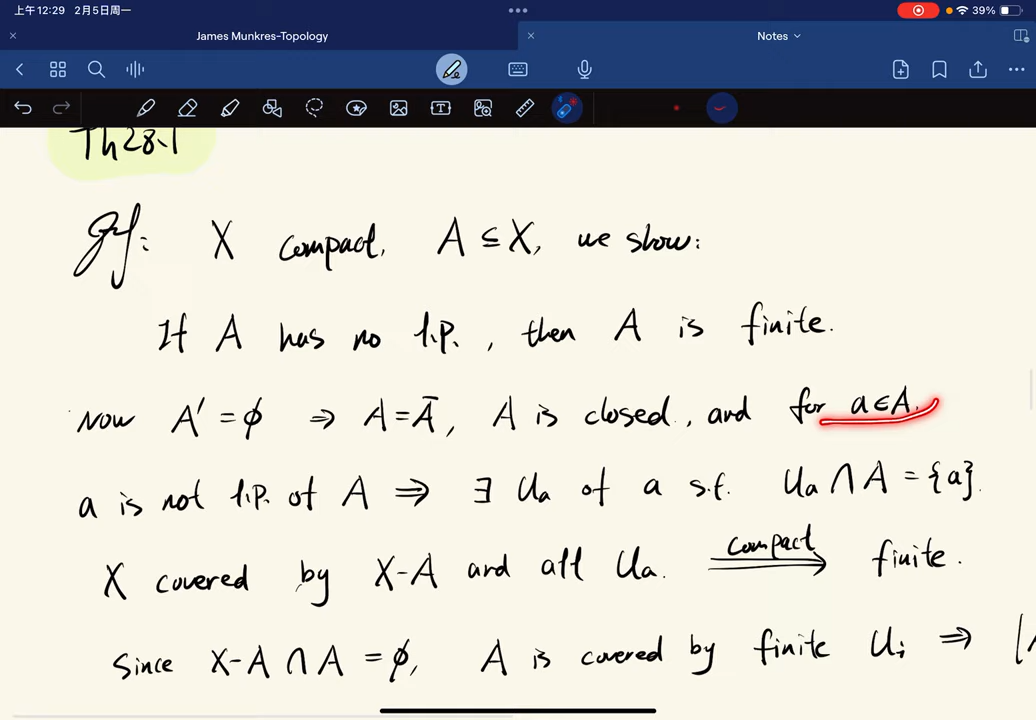 上午12:29 2月5日周一
39%
James Munkres-Topology
Notes
Th28.1
pf: X compact. A ⊆ X, we show:
If A has no l.p., then A is finite.
Now A' = ϕ ⇒ A = Ā, A is closed, and for a∈A.
a is not l.p. of A ⇒ ∃ Ua of a s.t. Ua ∩ A = {a}.
X covered by X-A and all Ua. compact ⟹ finite.
Since X-A ∩ A = ϕ, A is covered by finite Ui ⇒